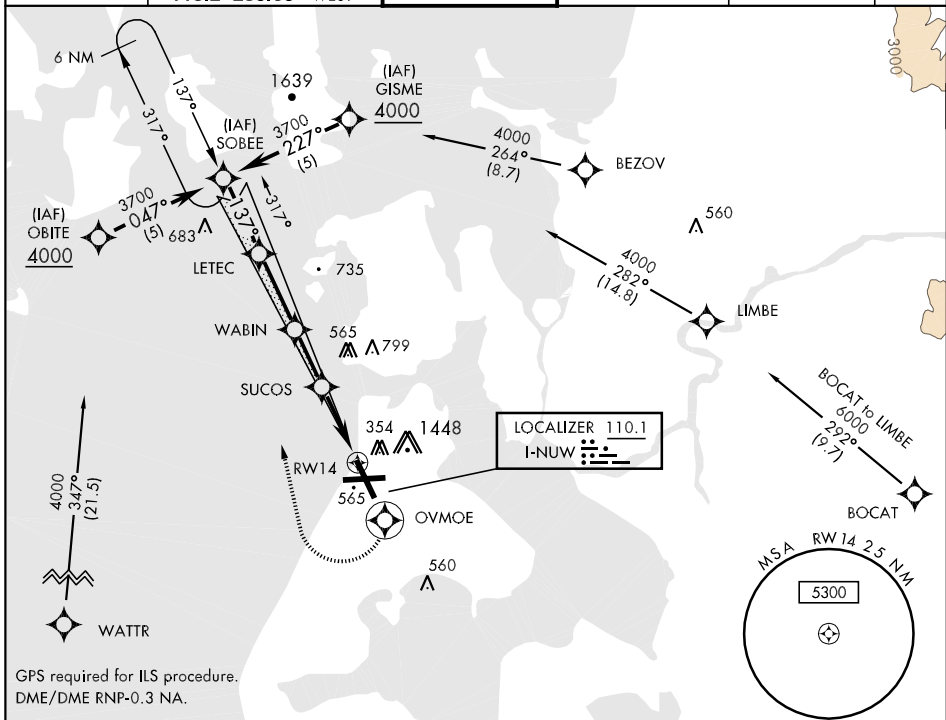 6 NM
137°
317°
1639
(IAF)
GISME
4000
3700
227°
(5)
(IAF)
SOBEE
4000
264°
(8.7)
BEZOV
3000
(IAF)
OBITE
4000
3700
047°
(5)
683
137°
317°
560
LETEC
735
4000
282°
(14.8)
LIMBE
WABIN
565
799
SUCOS
BOCAT to LIMBE
6000
292°
(9.7)
BOCAT
354
1448
LOCALIZER 110.1
I-NUW
RW14
565
OVMOE
4000
347°
(21.5)
WATTR
560
MSA RW 14 25 NM
5300
GPS required for ILS procedure.
DME/DME RNP-0.3 NA.